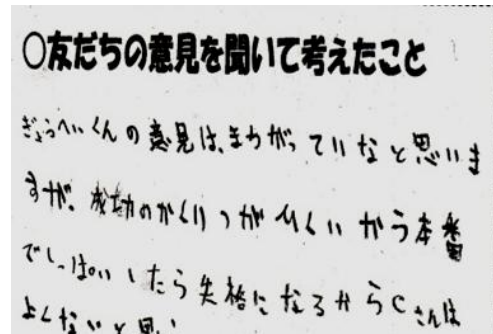 ○友だちの意見を聞いて考えたこと
ぎょうへいくんの意見は、まちがっていなと思いま
すが、成功のかくりつがひくいから本番
でしっぱいしたら失格になるからCさんは
よくないと思い